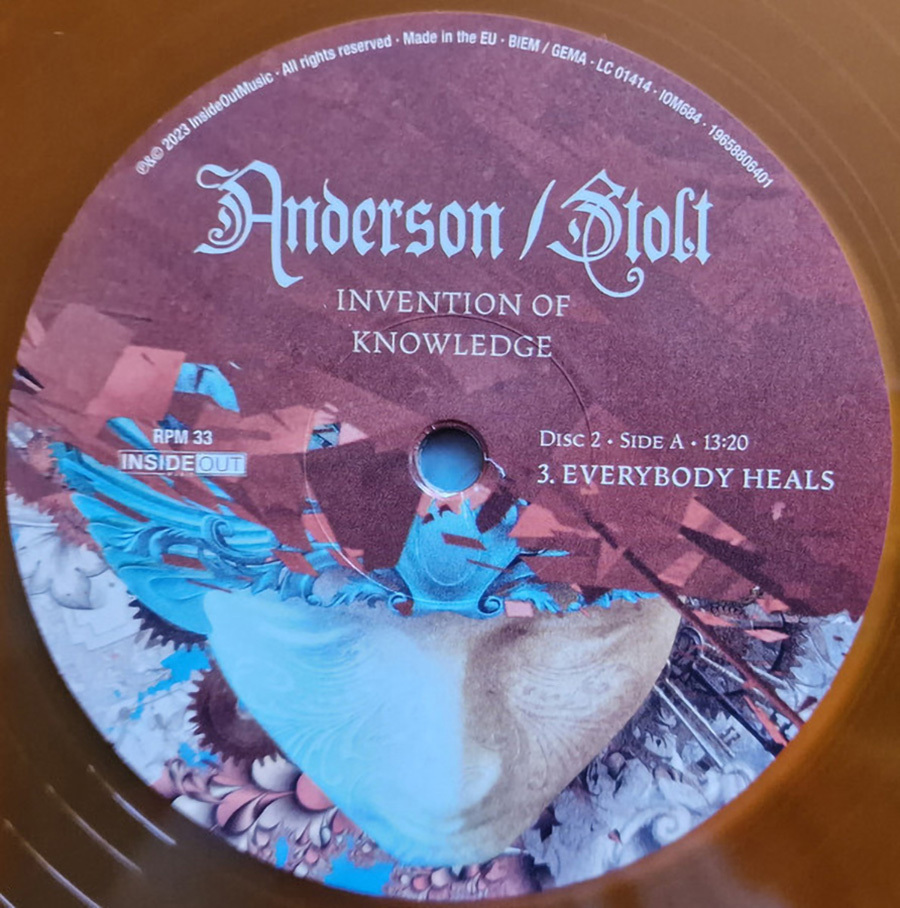 ℗&© 2023 InsideOutMusic · All rights reserved · Made in the EU · BIEM / GEMA · LC 01414 · IOM684 · 19658806401
Anderson / Stolt
INVENTION OF
KNOWLEDGE
RPM 33
INSIDEOUT
DISC 2 · SIDE A · 13:20
3. EVERYBODY HEALS